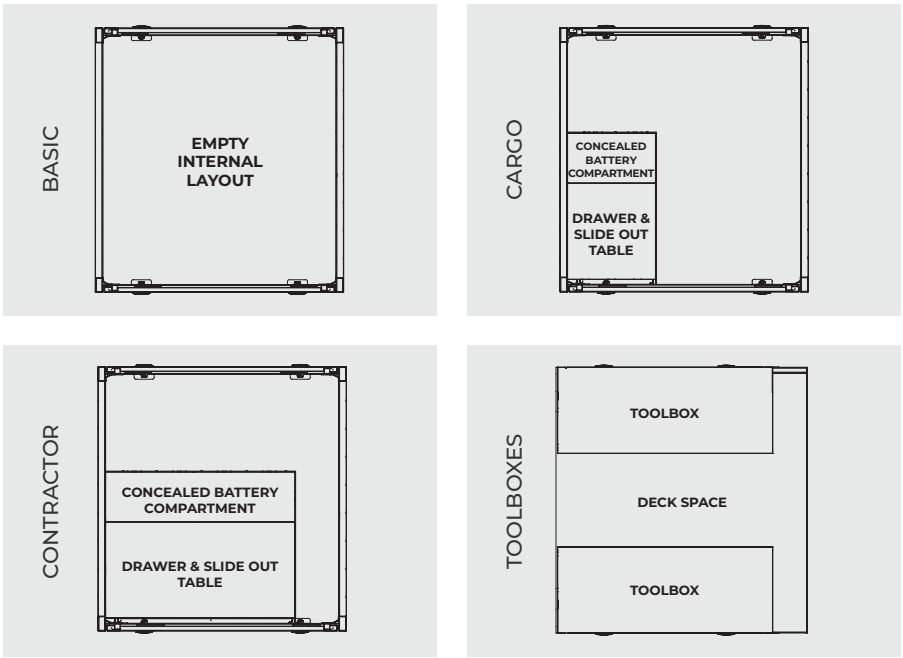 BASIC
EMPTY
INTERNAL
LAYOUT
CARGO
CONCEALED
BATTERY
COMPARTMENT
DRAWER &
SLIDE OUT
TABLE
CONTRACTOR
CONCEALED BATTERY
COMPARTMENT
DRAWER & SLIDE OUT
TABLE
TOOLBOXES
TOOLBOX
DECK SPACE
TOOLBOX